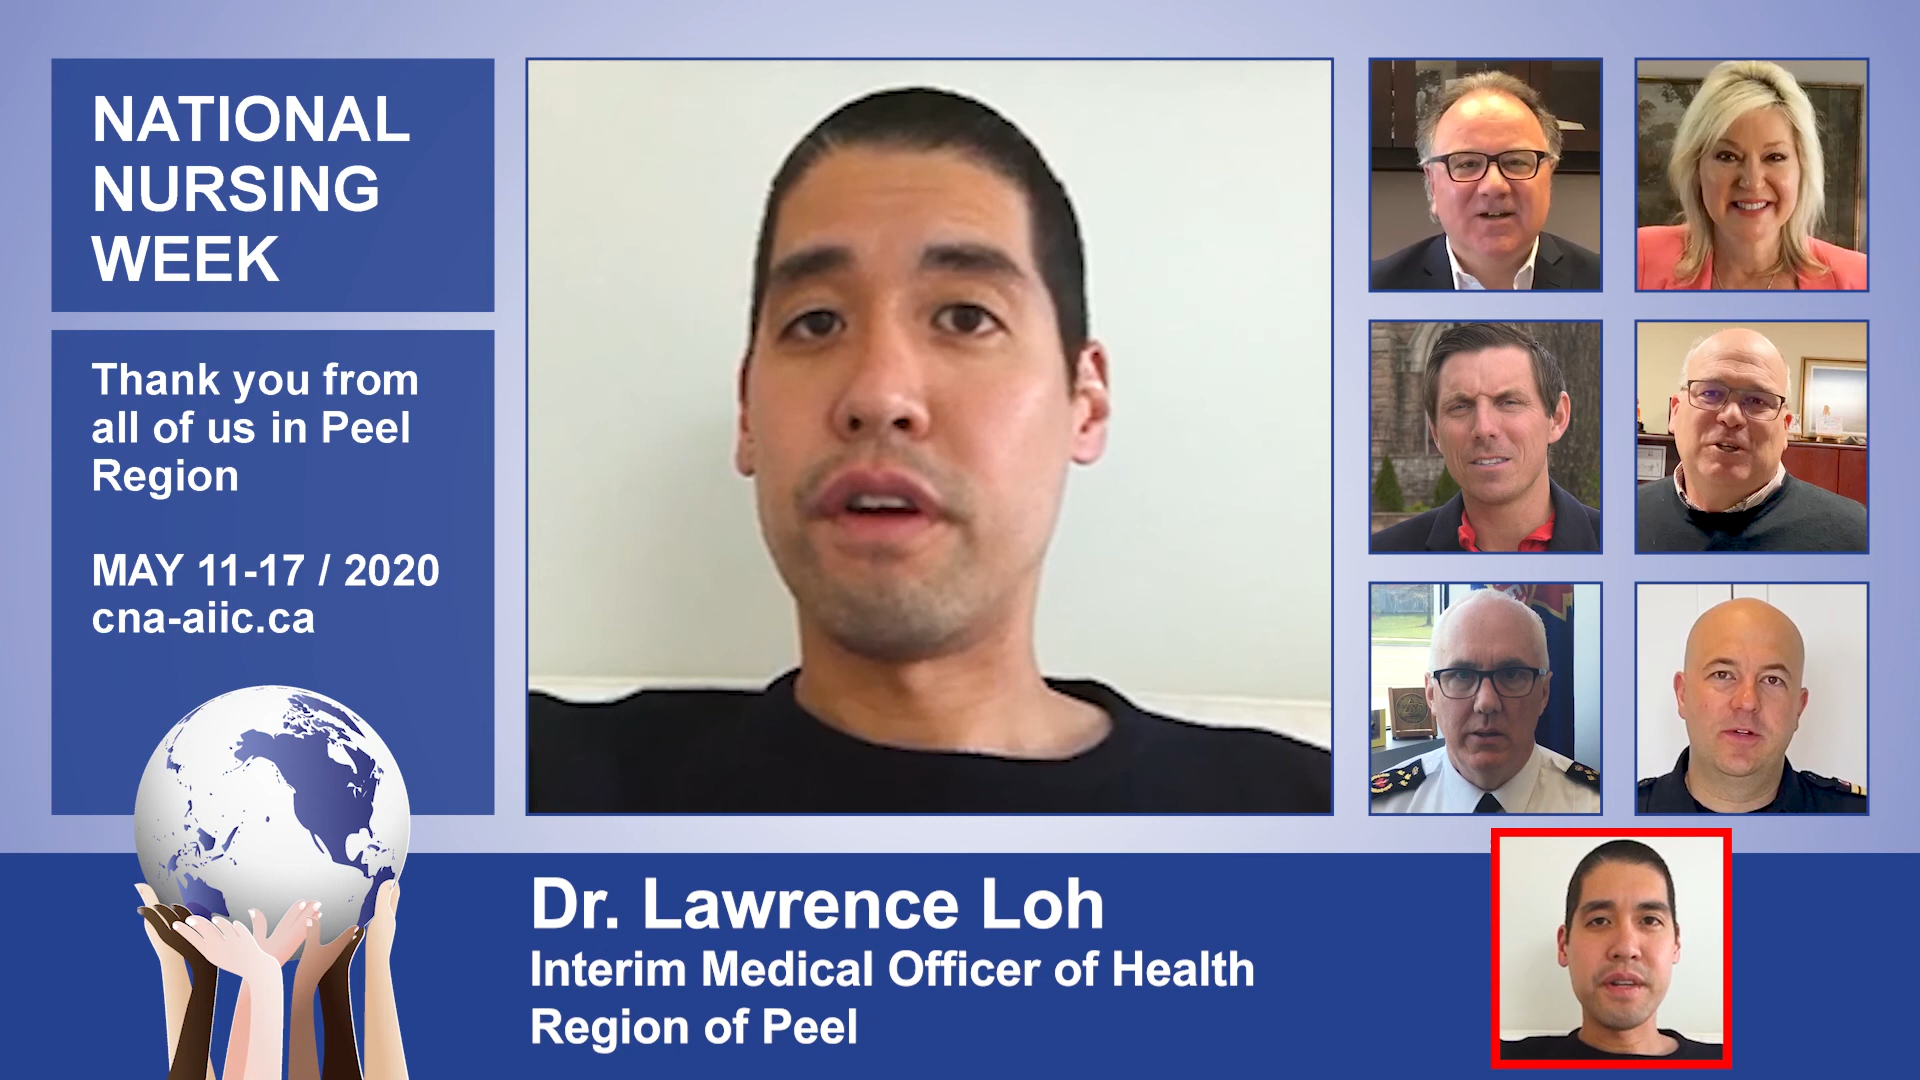 NATIONAL
NURSING
WEEK
Thank you from
all of us in Peel
Region
MAY 11-17 / 2020
cna-aiic.ca
Dr. Lawrence Loh
Interim Medical Officer of Health
Region of Peel